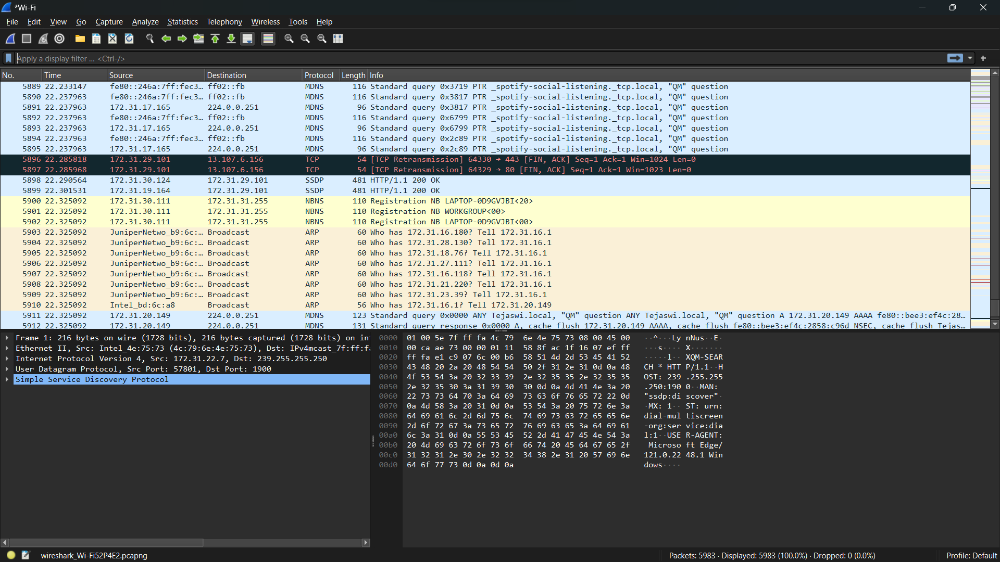 *Wi-Fi
File Edit View Go Capture Analyze Statistics Telephony Wireless Tools Help
Apply a display filter ... <Ctrl-/>
No. Time Source Destination Protocol Length Info
5889 22.233147 fe80::246a:7ff:fec3… ff02::fb MDNS 116 Standard query 0x3719 PTR _spotify-social-listening._tcp.local, "QM" question
5890 22.237963 fe80::246a:7ff:fec3… ff02::fb MDNS 116 Standard query 0x3817 PTR _spotify-social-listening._tcp.local, "QM" question
5891 22.237963 172.31.17.165 224.0.0.251 MDNS 96 Standard query 0x3817 PTR _spotify-social-listening._tcp.local, "QM" question
5892 22.237963 fe80::246a:7ff:fec3… ff02::fb MDNS 116 Standard query 0x6799 PTR _spotify-social-listening._tcp.local, "QM" question
5893 22.237963 172.31.17.165 224.0.0.251 MDNS 96 Standard query 0x6799 PTR _spotify-social-listening._tcp.local, "QM" question
5894 22.237963 fe80::246a:7ff:fec3… ff02::fb MDNS 116 Standard query 0x2c89 PTR _spotify-social-listening._tcp.local, "QM" question
5895 22.237963 172.31.17.165 224.0.0.251 MDNS 96 Standard query 0x2c89 PTR _spotify-social-listening._tcp.local, "QM" question
5896 22.285818 172.31.29.101 13.107.6.156 TCP 54 [TCP Retransmission] 64330 → 443 [FIN, ACK] Seq=1 Ack=1 Win=1024 Len=0
5897 22.285968 172.31.29.101 13.107.6.156 TCP 54 [TCP Retransmission] 64329 → 80 [FIN, ACK] Seq=1 Ack=1 Win=1023 Len=0
5898 22.290564 172.31.30.124 172.31.29.101 SSDP 481 HTTP/1.1 200 OK
5899 22.301531 172.31.19.164 172.31.29.101 SSDP 481 HTTP/1.1 200 OK
5900 22.325092 172.31.30.111 172.31.31.255 NBNS 110 Registration NB LAPTOP-0D9GVJBI<20>
5901 22.325092 172.31.30.111 172.31.31.255 NBNS 110 Registration NB WORKGROUP<00>
5902 22.325092 172.31.30.111 172.31.31.255 NBNS 110 Registration NB LAPTOP-0D9GVJBI<00>
5903 22.325092 JuniperNetwo_b9:6c:… Broadcast ARP 60 Who has 172.31.16.180? Tell 172.31.16.1
5904 22.325092 JuniperNetwo_b9:6c:… Broadcast ARP 60 Who has 172.31.28.130? Tell 172.31.16.1
5905 22.325092 JuniperNetwo_b9:6c:… Broadcast ARP 60 Who has 172.31.18.76? Tell 172.31.16.1
5906 22.325092 JuniperNetwo_b9:6c:… Broadcast ARP 60 Who has 172.31.27.111? Tell 172.31.16.1
5907 22.325092 JuniperNetwo_b9:6c:… Broadcast ARP 60 Who has 172.31.16.118? Tell 172.31.16.1
5908 22.325092 JuniperNetwo_b9:6c:… Broadcast ARP 60 Who has 172.31.21.220? Tell 172.31.16.1
5909 22.325092 JuniperNetwo_b9:6c:… Broadcast ARP 60 Who has 172.31.23.39? Tell 172.31.16.1
5910 22.325092 Intel_bd:6c:a8 Broadcast ARP 56 Who has 172.31.16.1? Tell 172.31.20.149
5911 22.325092 172.31.20.149 224.0.0.251 MDNS 123 Standard query 0x0000 ANY Tejaswi.local, "QM" question ANY Tejaswi.local, "QM" question A 172.31.20.149 AAAA fe80::bee3:ef4c:28…
5912 22.325092 172.31.20.149 224.0.0.251 MDNS 131 Standard query response 0x0000 A, cache flush 172.31.20.149 AAAA, cache flush fe80::bee3:ef4c:2858:c96d NSEC, cache flush Tejas…
Frame 1: 216 bytes on wire (1728 bits), 216 bytes captured (1728 bits) on in
Ethernet II, Src: Intel_4e:75:73 (4c:79:6e:4e:75:73), Dst: IPv4mcast_7f:ff:f
Internet Protocol Version 4, Src: 172.31.22.7, Dst: 239.255.255.250
User Datagram Protocol, Src Port: 57801, Dst Port: 1900
Simple Service Discovery Protocol
0000 01 00 5e 7f ff fa 4c 79 6e 4e 75 73 08 00 45 00 ··^···Ly nNus··E·
0010 00 ca ae 73 00 00 01 11 58 8f ac 1f 16 07 ef ff ···s···· X·······
0020 ff fa e1 c9 07 6c 00 b6 58 51 4d 2d 53 45 41 52 ·····l·· XQM-SEAR
0030 43 48 20 2a 20 48 54 54 50 2f 31 2e 31 0d 0a 48 CH * HTT P/1.1··H
0040 4f 53 54 3a 20 32 33 39 2e 32 35 35 2e 32 35 35 OST: 239 .255.255
0050 2e 32 35 30 3a 31 39 30 30 0d 0a 4d 41 4e 3a 20 .250:190 0··MAN:
0060 22 73 73 64 70 3a 64 69 73 63 6f 76 65 72 22 0d "ssdp:di scover"·
0070 0a 4d 58 3a 20 31 0d 0a 53 54 3a 20 75 72 6e 3a ·MX: 1·· ST: urn:
0080 64 69 61 6c 2d 6d 75 6c 74 69 73 63 72 65 65 6e dial-mul tiscreen
0090 2d 6f 72 67 3a 73 65 72 76 69 63 65 3a 64 69 61 -org:ser vice:dia
00a0 6c 3a 31 0d 0a 55 53 45 52 2d 41 47 45 4e 54 3a l:1··USE R-AGENT:
00b0 20 4d 69 63 72 6f 73 6f 66 74 20 45 64 67 65 2f Microso ft Edge/
00c0 31 32 31 2e 30 2e 32 32 34 38 2e 31 20 57 69 6e 121.0.22 48.1 Win
00d0 64 6f 77 73 0d 0a 0d 0a dows····
wireshark_Wi-Fi52P4E2.pcapng Packets: 5983 · Displayed: 5983 (100.0%) · Dropped: 0 (0.0%) Profile: Default